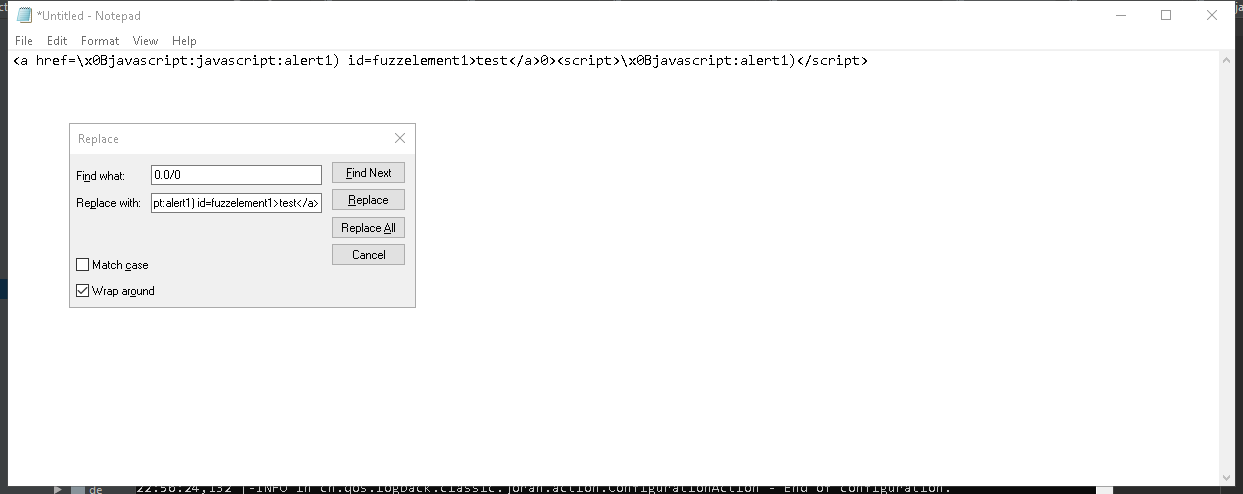 *Untitled - Notepad
File Edit Format View Help
<a href=\x0Bjavascript:javascript:alert1) id=fuzzelement1>test</a>0><script>\x0Bjavascript:alert1)</script>
Replace
Find what: 0.0/0 Find Next
Replace with: pt:alert1) id=fuzzelement1>test</a> Replace
Replace All
Cancel
Match case
Wrap around
de 22:56:24,132 |-INFO in ch.qos.logback.classic.joran.action.ConfigurationAction - End of configuration.